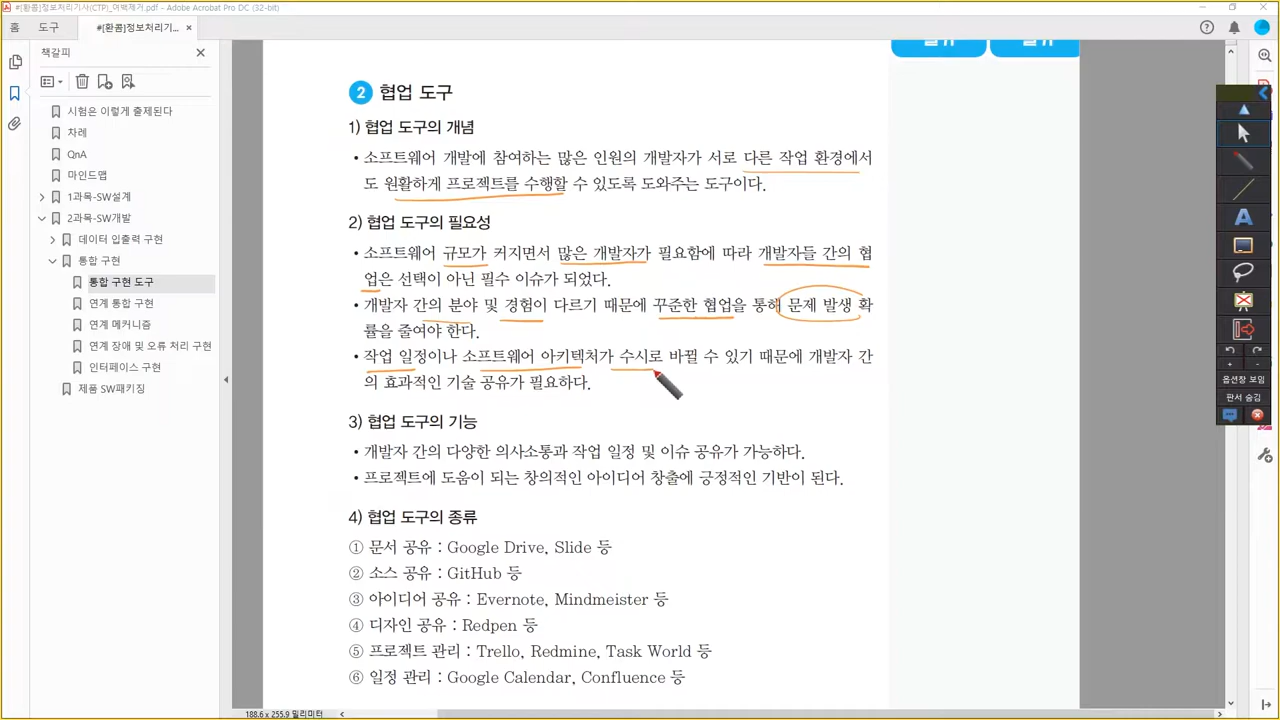 #[환콤]정보처리기사(CTP)_여백제거.pdf - Adobe Acrobat Pro DC (32-bit)
홈 도구 #[환콤]정보처리기... ×
책갈피
시험은 이렇게 출제된다
차례
QnA
마인드맵
1과목-SW설계
2과목-SW개발
데이터 입출력 구현
통합 구현
통합 구현 도구
연계 통합 구현
연계 메커니즘
연계 장애 및 오류 처리 구현
인터페이스 구현
제품 SW패키징
2 협업 도구
1) 협업 도구의 개념
• 소프트웨어 개발에 참여하는 많은 인원의 개발자가 서로 다른 작업 환경에서
도 원활하게 프로젝트를 수행할 수 있도록 도와주는 도구이다.
2) 협업 도구의 필요성
• 소프트웨어 규모가 커지면서 많은 개발자가 필요함에 따라 개발자들 간의 협
업은 선택이 아닌 필수 이슈가 되었다.
• 개발자 간의 분야 및 경험이 다르기 때문에 꾸준한 협업을 통해 문제 발생 확
률을 줄여야 한다.
• 작업 일정이나 소프트웨어 아키텍처가 수시로 바뀔 수 있기 때문에 개발자 간
의 효과적인 기술 공유가 필요하다.
3) 협업 도구의 기능
• 개발자 간의 다양한 의사소통과 작업 일정 및 이슈 공유가 가능하다.
• 프로젝트에 도움이 되는 창의적인 아이디어 창출에 긍정적인 기반이 된다.
4) 협업 도구의 종류
① 문서 공유 : Google Drive, Slide 등
② 소스 공유 : GitHub 등
③ 아이디어 공유 : Evernote, Mindmeister 등
④ 디자인 공유 : Redpen 등
⑤ 프로젝트 관리 : Trello, Redmine, Task World 등
⑥ 일정 관리 : Google Calendar, Confluence 등
188.6 x 255.9 밀리미터
A
옵션창 보임
판서 숨김